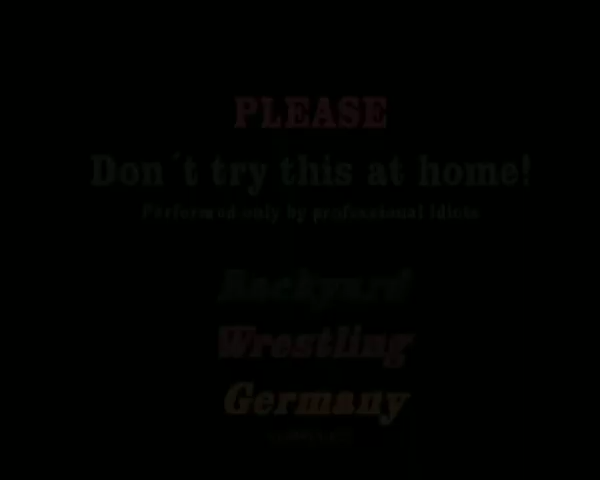 PLEASE
Don´t try this at home!
Performed only by professional idiots
Backyard
Wrestling
Germany